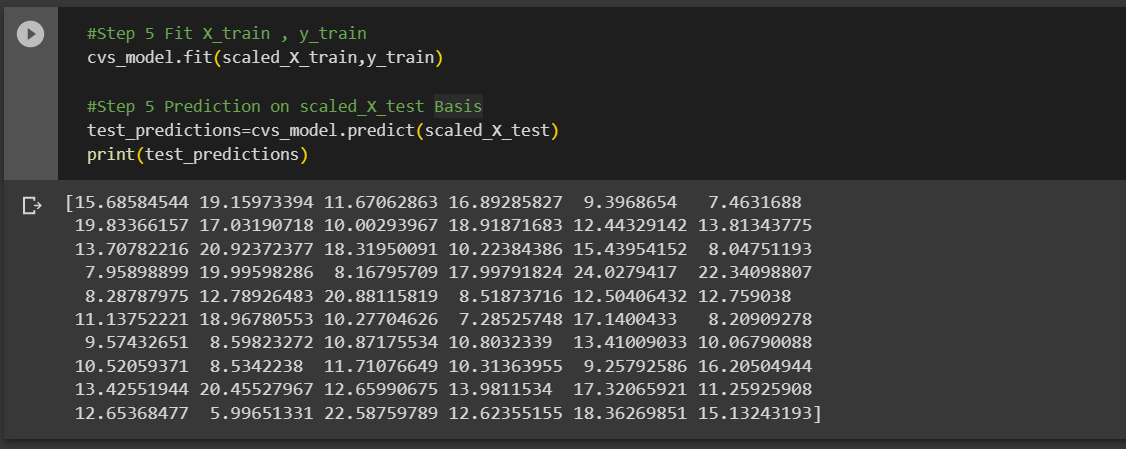 #Step 5 Fit X_train , y_train
cvs_model.fit(scaled_X_train,y_train)
#Step 5 Prediction on scaled_X_test Basis
test_predictions=cvs_model.predict(scaled_X_test)
print(test_predictions)
[15.68584544 19.15973394 11.67062863 16.89285827  9.3968654   7.4631688
 19.83366157 17.03190718 10.00293967 18.91871683 12.44329142 13.81343775
 13.70782216 20.92372377 18.31950091 10.22384386 15.43954152  8.04751193
  7.95898899 19.99598286  8.16795709 17.99791824 24.0279417  22.34098807
  8.28787975 12.78926483 20.88115819  8.51873716 12.50406432 12.759038
 11.13752221 18.96780553 10.27704626  7.28525748 17.1400433   8.20909278
  9.57432651  8.59823272 10.87175534 10.8032339  13.41009033 10.06790088
 10.52059371  8.5342238  11.71076649 10.31363955  9.25792586 16.20504944
 13.42551944 20.45527967 12.65990675 13.9811534  17.32065921 11.25925908
 12.65368477  5.99651331 22.58759789 12.62355155 18.36269851 15.13243193]